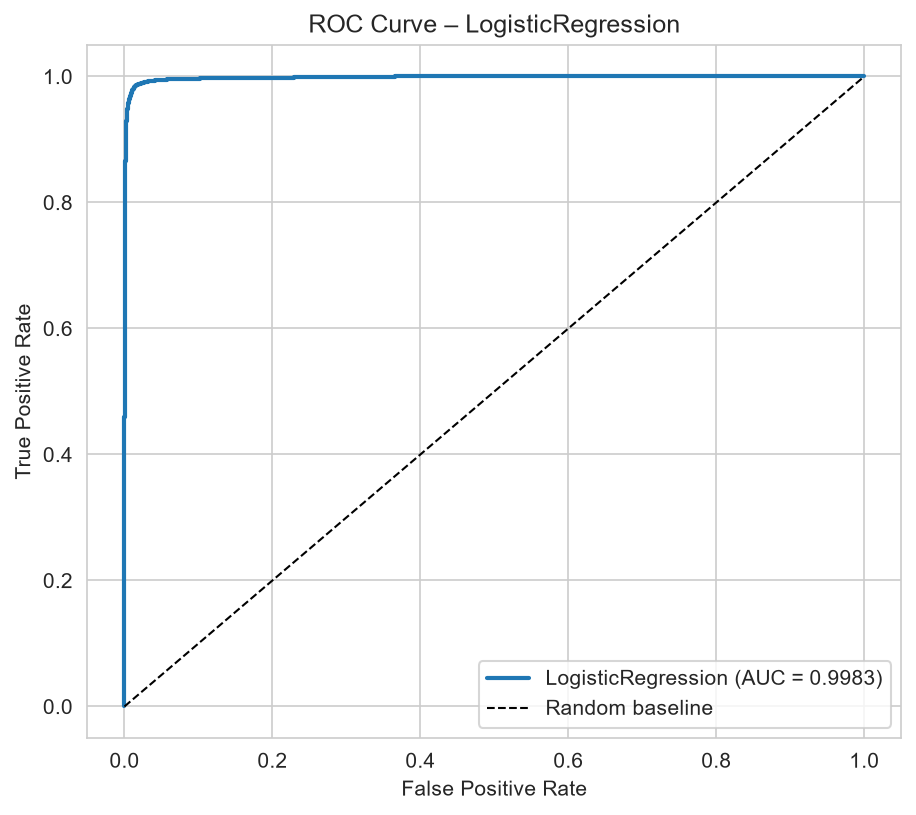 ROC Curve – LogisticRegression
True Positive Rate
1.0
0.8
0.6
0.4
0.2
0.0
0.0 0.2 0.4 0.6 0.8 1.0
False Positive Rate
LogisticRegression (AUC = 0.9983)
Random baseline